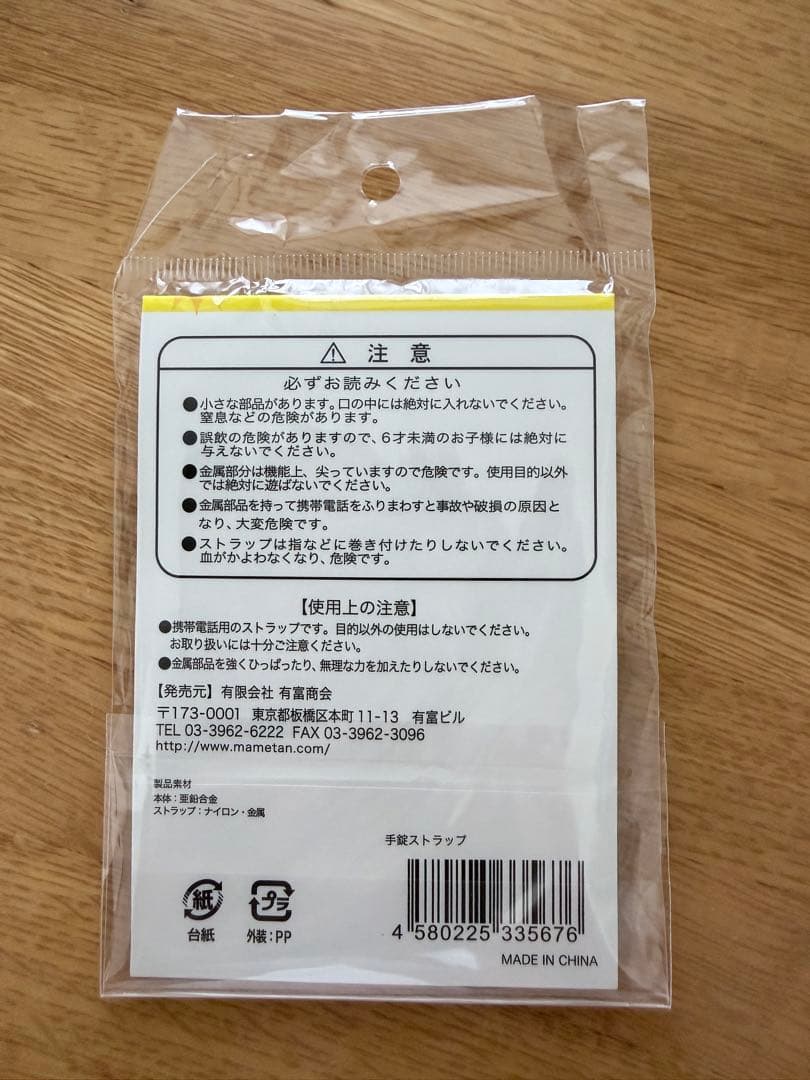 ⚠ 注意
必ずお読みください
●小さな部品があります。口の中には絶対に入れないでください。
窒息などの危険があります。
●誤飲の危険がありますので、6才未満のお子様には絶対に
与えないでください。
●金属部分は機能上、尖っていますので危険です。使用目的以外
では絶対に遊ばないでください。
●金属部品を持って携帯電話をふりまわすと事故や破損の原因と
なり、大変危険です。
●ストラップは指などに巻き付けたりしないでください。
血がかよわなくなり、危険です。
【使用上の注意】
●携帯電話用のストラップです。目的以外の使用はしないでください。
お取り扱いには十分ご注意ください。
●金属部品を強くひっぱったり、無理な力を加えたりしないでください。
【発売元】有限会社 有富商会
〒173-0001 東京都板橋区本町11-13 有富ビル
TEL 03-3962-6222 FAX 03-3962-3096
http://www.mametan.com/
製品素材
本体：亜鉛合金
ストラップ：ナイロン・金属
手錠ストラップ
紙
台紙
プラ
外装：PP
4 580225 335676
MADE IN CHINA